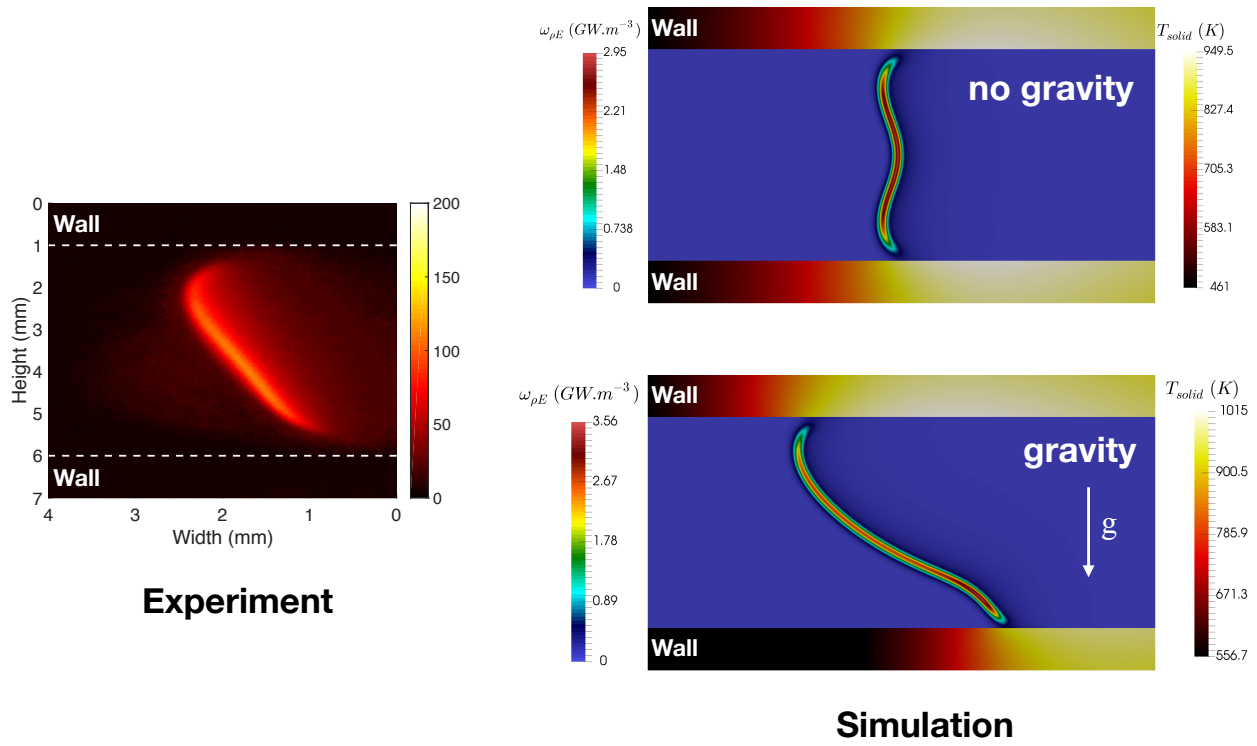 0
Wall
1
2
3
4
5
6
Wall
7
Height (mm)
4
3
2
1
0
Width (mm)
200
150
100
50
0
Experiment
ω_ρE (GW.m⁻³)
2.95
2.21
1.48
0.738
0
Wall
no gravity
Wall
T_solid (K)
949.5
827.4
705.3
583.1
461
ω_ρE (GW.m⁻³)
3.56
2.67
1.78
0.89
0
Wall
gravity
g
Wall
T_solid (K)
1015
900.5
785.9
671.3
556.7
Simulation